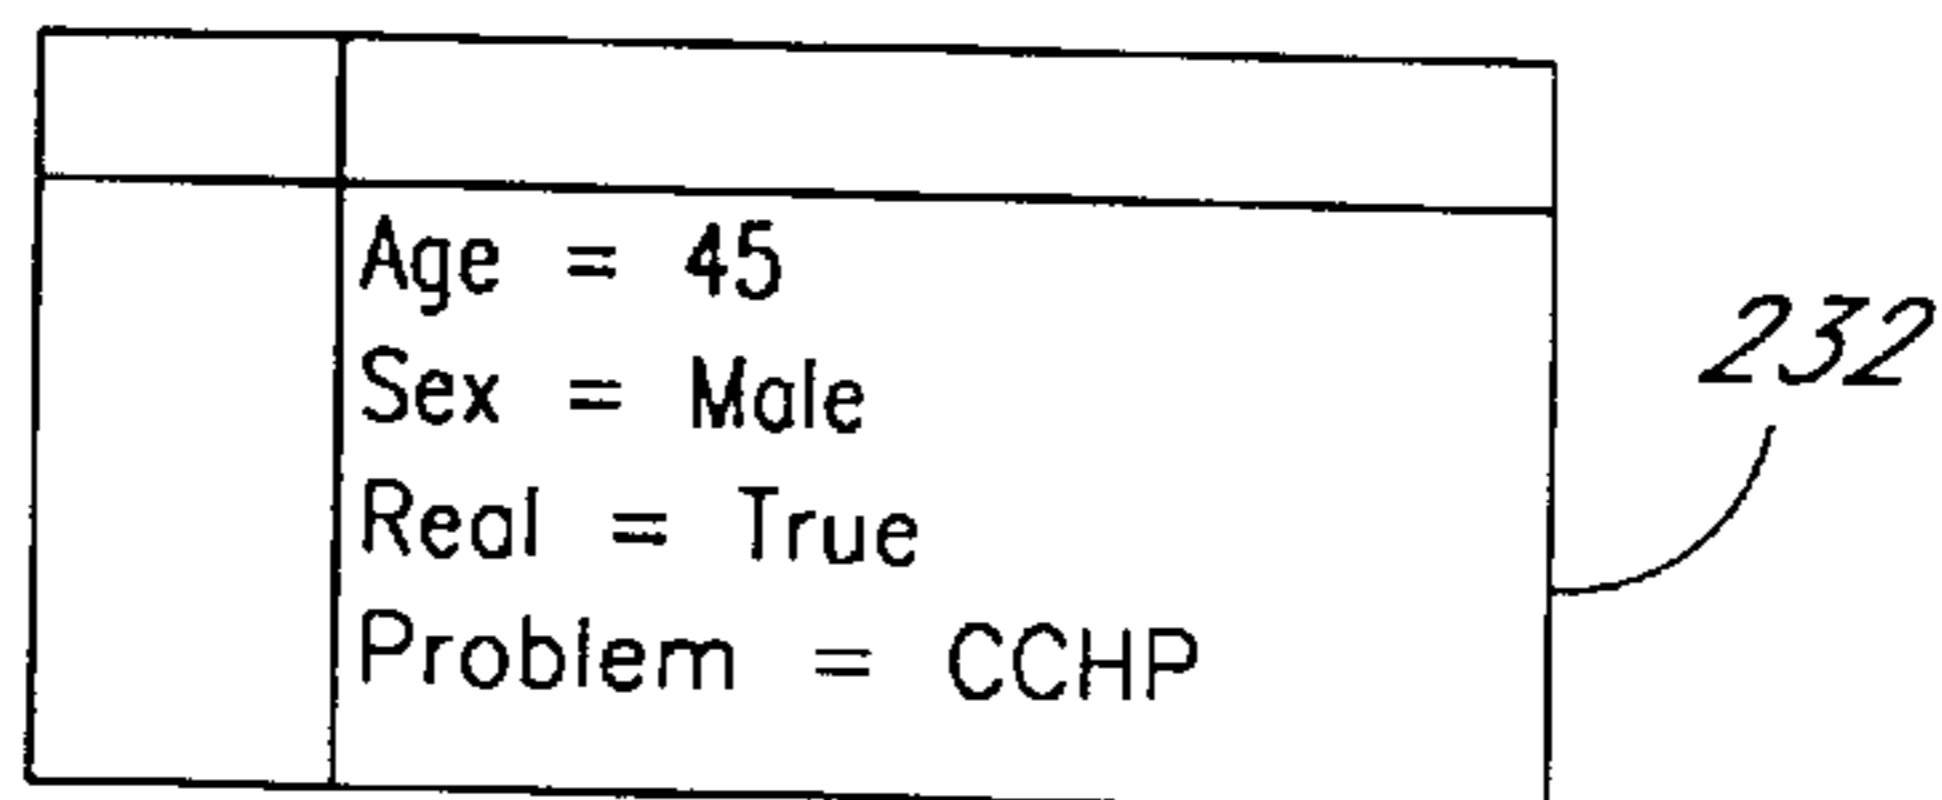 Age = 45
Sex = Male
Real = True
Problem = CCHP
232